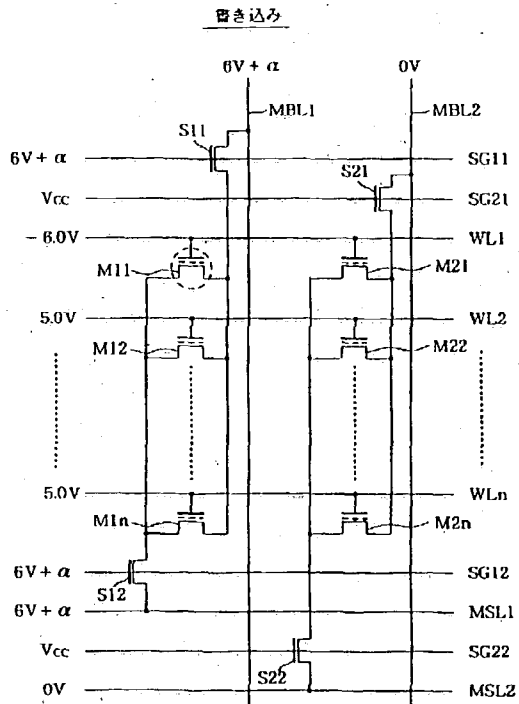 書き込み
6V + α 0V
MBL1 MBL2
S11
6V + α SG11
S21
Vcc SG21
- 6.0V WL1
M11 M21
5.0V WL2
M12 M22
5.0V WLn
M1n M2n
6V + α SG12
S12
6V + α MSL1
Vcc SG22
S22
0V MSL2